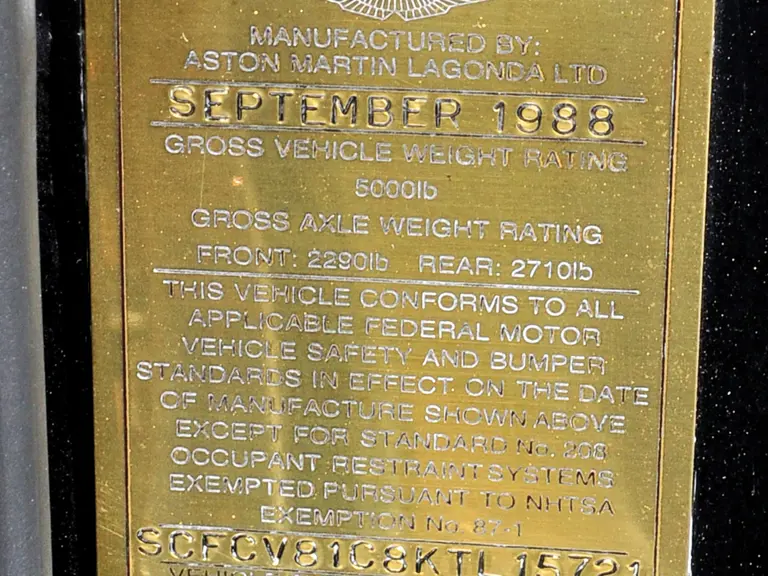 MANUFACTURED BY:
ASTON MARTIN LAGONDA LTD
SEPTEMBER 1988
GROSS VEHICLE WEIGHT RATING
5000lb
GROSS AXLE WEIGHT RATING
FRONT: 2290lb REAR: 2710lb
THIS VEHICLE CONFORMS TO ALL
APPLICABLE FEDERAL MOTOR
VEHICLE SAFETY AND BUMPER
STANDARDS IN EFFECT ON THE DATE
OF MANUFACTURE SHOWN ABOVE
EXCEPT FOR STANDARD No. 208
OCCUPANT RESTRAINT SYSTEMS
EXEMPTED PURSUANT TO NHTSA
EXEMPTION No. 87-1
SCFCV81C8KTL15721
VEHICLE